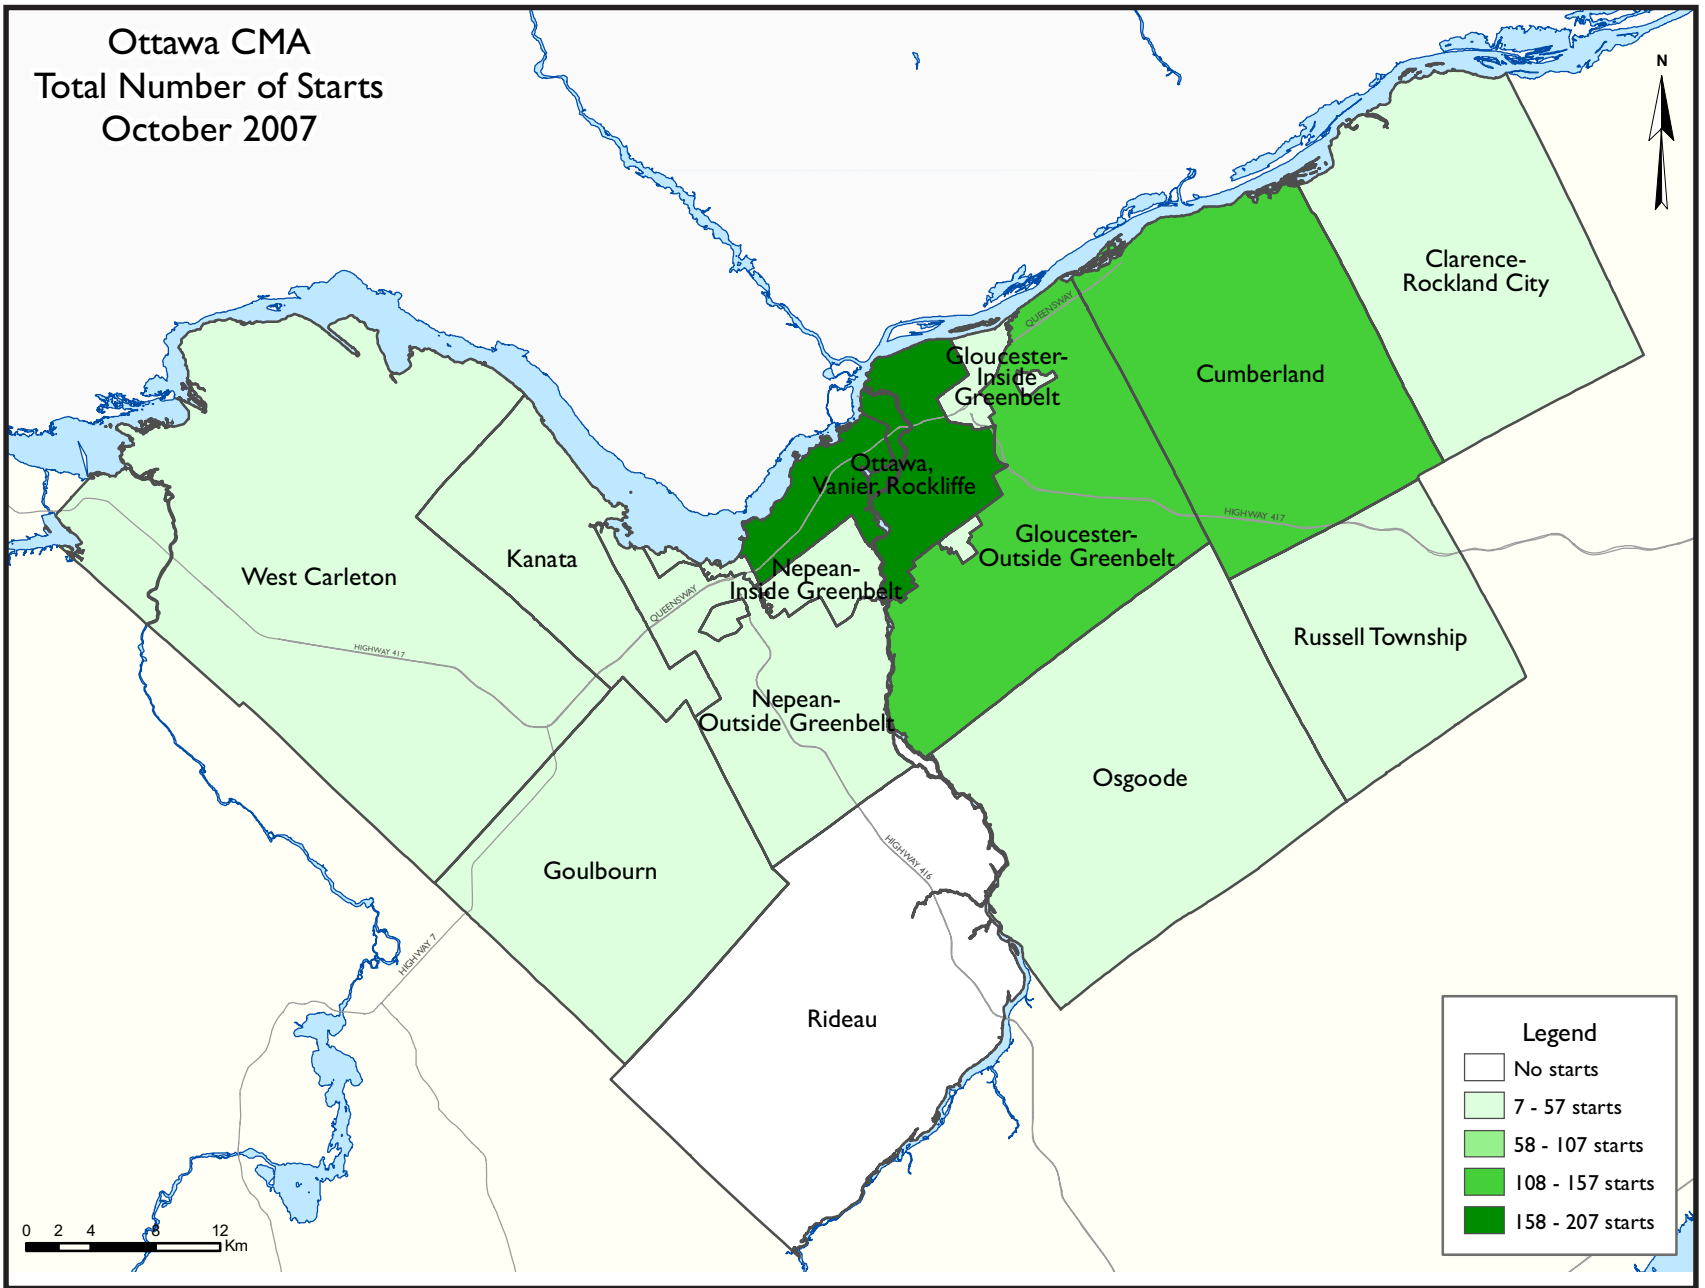 Ottawa CMA
Total Number of Starts
October 2007
N
Clarence-
Rockland City
QUEENSWAY
Gloucester-
Inside
Greenbelt
Cumberland
Ottawa,
Vanier, Rockliffe
HIGHWAY 417
Gloucester-
Outside Greenbelt
Kanata
West Carleton
Nepean-
Inside Greenbelt
QUEENSWAY
Russell Township
HIGHWAY 417
Nepean-
Outside Greenbelt
Osgoode
Goulbourn
HIGHWAY 416
HIGHWAY 7
Rideau
Legend
No starts
7 - 57 starts
58 - 107 starts
108 - 157 starts
158 - 207 starts
0 2 4 8 12
Km